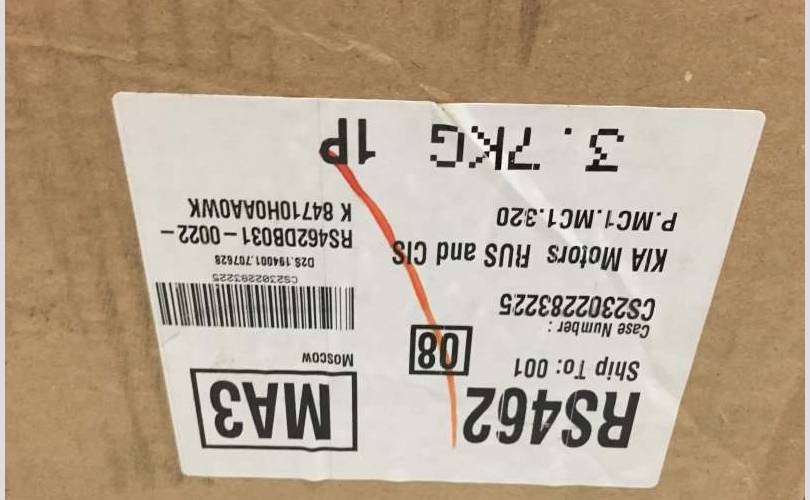 RS462
MA3
Ship To: 001
08
Moscow
Case Number :
CS2302283225
CS2302283225
KIA Motors RUS and CIS
D2S.194001.707628
RS462DB031-0022-
P.MC1.MC1.320
K 84710H0AA0WK
3.7KG 1P